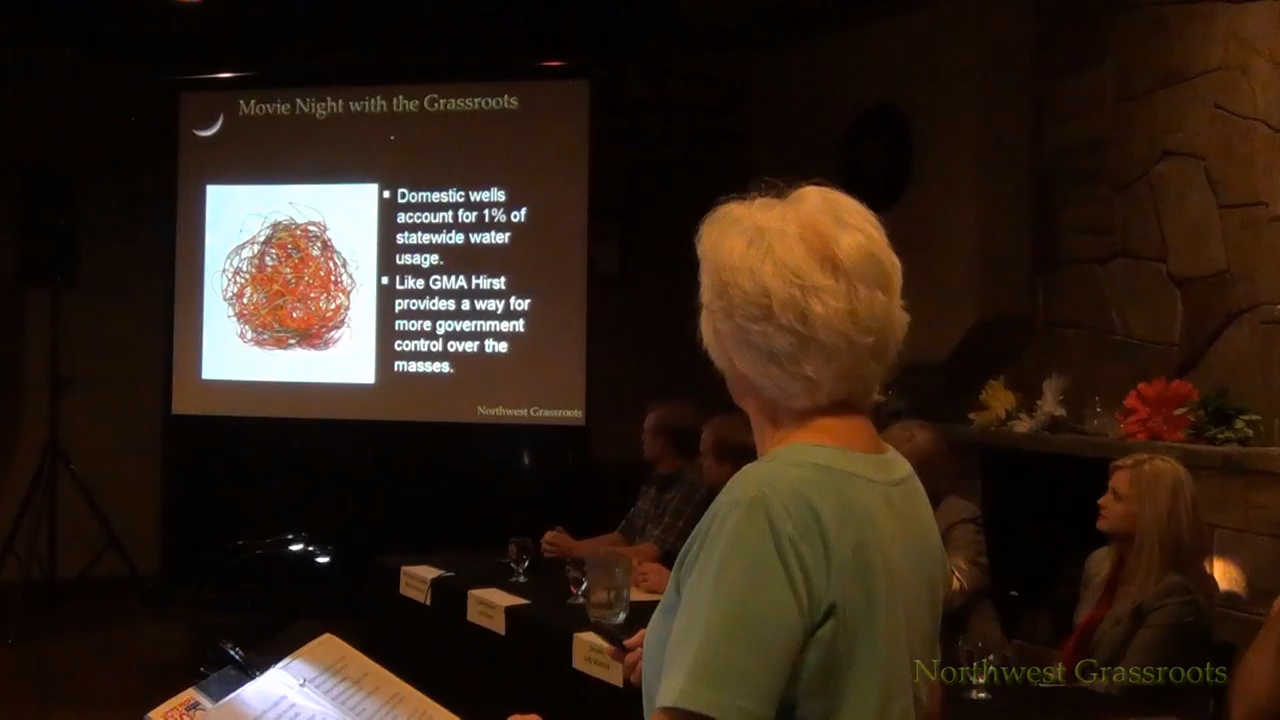 Movie Night with the Grassroots
Domestic wells
account for 1% of
statewide water
usage.
Like GMA Hirst
provides a way for
more government
control over the
masses.
Northwest Grassroots
Northwest Grassroots